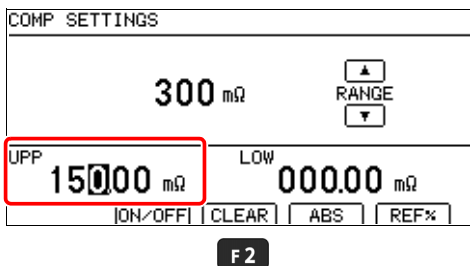 COMP SETTINGS
300 mΩ
▲
RANGE
▼
UPP
150.00 mΩ
LOW
000.00 mΩ
ON/OFF CLEAR ABS REF%
F2